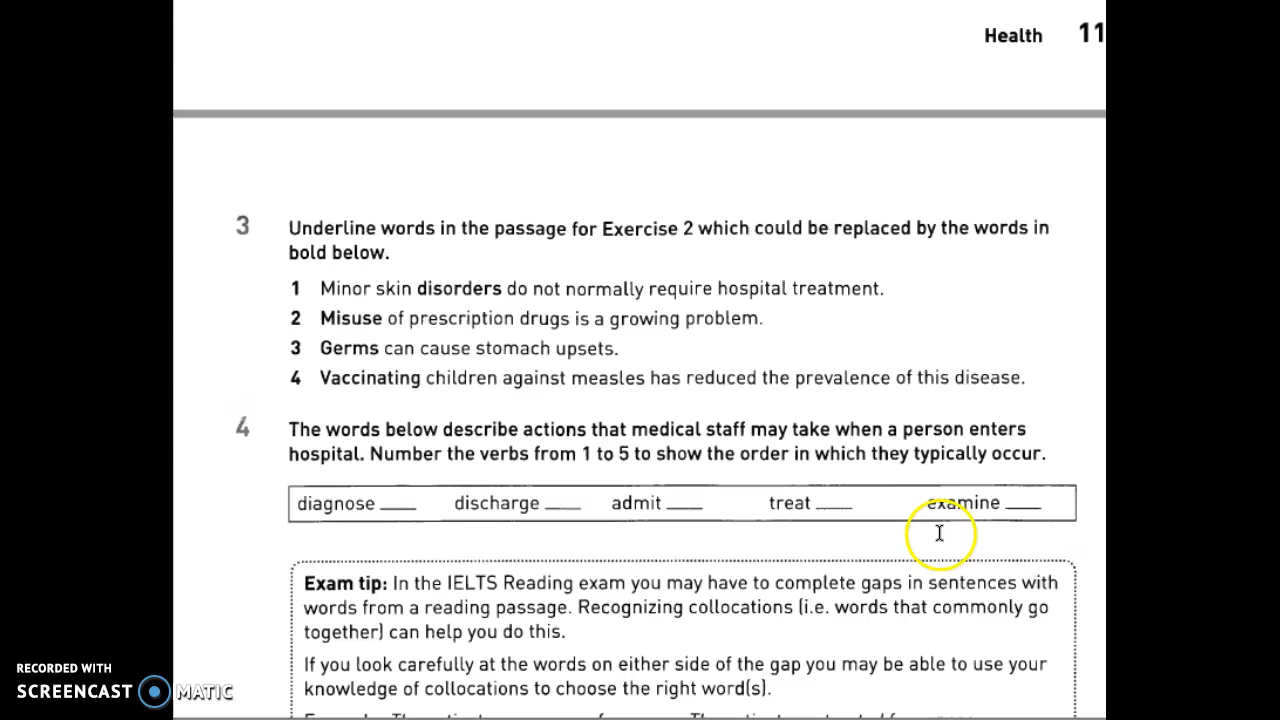 Health 11
3 Underline words in the passage for Exercise 2 which could be replaced by the words in
bold below.
1 Minor skin disorders do not normally require hospital treatment.
2 Misuse of prescription drugs is a growing problem.
3 Germs can cause stomach upsets.
4 Vaccinating children against measles has reduced the prevalence of this disease.
4 The words below describe actions that medical staff may take when a person enters
hospital. Number the verbs from 1 to 5 to show the order in which they typically occur.
diagnose ____ discharge ____ admit ____ treat ____ examine ____
Exam tip: In the IELTS Reading exam you may have to complete gaps in sentences with
words from a reading passage. Recognizing collocations (i.e. words that commonly go
together) can help you do this.
If you look carefully at the words on either side of the gap you may be able to use your
knowledge of collocations to choose the right word(s).
RECORDED WITH
SCREENCAST MATIC